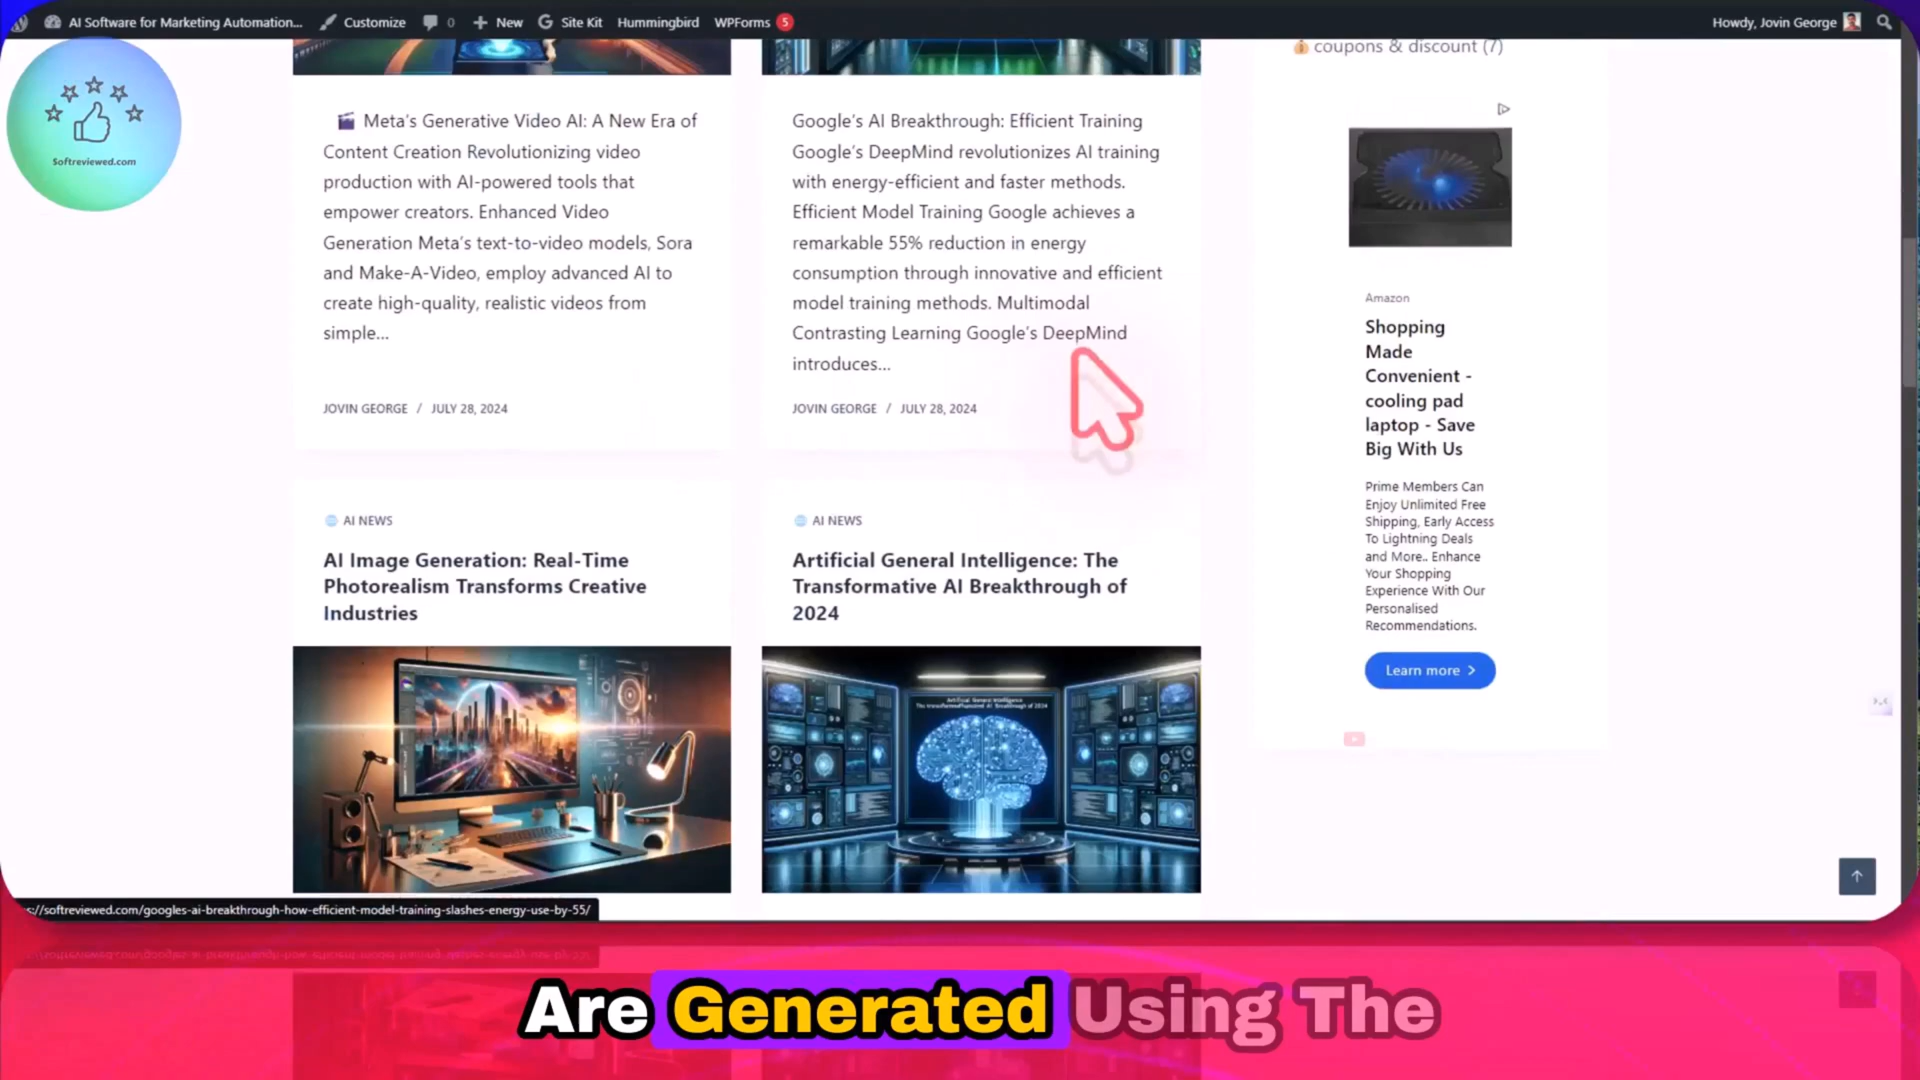 AI Software for Marketing Automation...
Customize
0
New
Site Kit
Hummingbird
WPForms
5
Howdy, Jovin George
Softreviewed.com
Meta's Generative Video AI: A New Era of
Content Creation Revolutionizing video
production with AI-powered tools that
empower creators. Enhanced Video
Generation Meta's text-to-video models, Sora
and Make-A-Video, employ advanced AI to
create high-quality, realistic videos from
simple...
JOVIN GEORGE / JULY 28, 2024
Google's AI Breakthrough: Efficient Training
Google's DeepMind revolutionizes AI training
with energy-efficient and faster methods.
Efficient Model Training Google achieves a
remarkable 55% reduction in energy
consumption through innovative and efficient
model training methods. Multimodal
Contrasting Learning Google's DeepMind
introduces...
JOVIN GEORGE / JULY 28, 2024
coupons & discount (7)
Amazon
Shopping
Made
Convenient -
cooling pad
laptop - Save
Big With Us
Prime Members Can
Enjoy Unlimited Free
Shipping, Early Access
To Lightning Deals
and More.. Enhance
Your Shopping
Experience With Our
Personalised
Recommendations.
Learn more
AI NEWS
AI Image Generation: Real-Time
Photorealism Transforms Creative
Industries
AI NEWS
Artificial General Intelligence: The
Transformative AI Breakthrough of
2024
s://softreviewed.com/googles-ai-breakthrough-how-efficient-model-training-slashes-energy-use-by-55/
Are Generated Using The